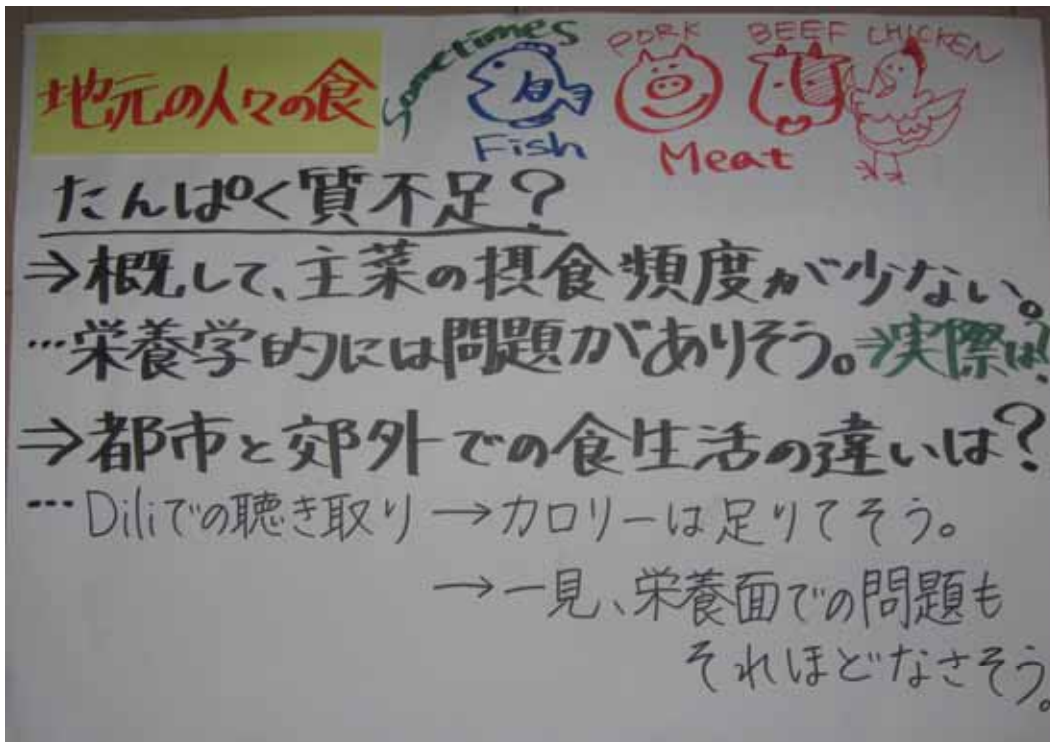 地元の人々の食
sometimes
Fish
PORK BEEF CHICKEN
Meat
たんぱく質不足?
⇒概して、主菜の摂食頻度が少ない。
…栄養学的には問題がありそう。⇒実際は?
⇒都市と郊外での食生活の違いは?
…Diliでの聴き取り→カロリーは足りてそう。
→一見、栄養面での問題も
それほどなさそう。